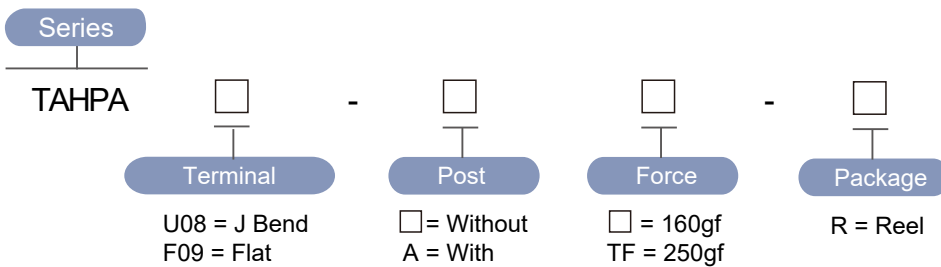 Series
TAHPA □ - □ □ - □
Terminal Post Force Package
U08 = J Bend □ = Without □ = 160gf R = Reel
F09 = Flat A = With TF = 250gf